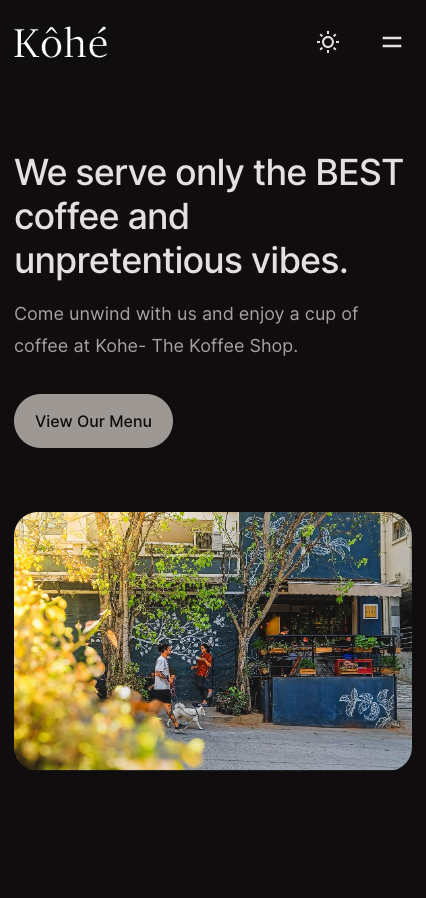 Kôhé
We serve only the BEST
coffee and
unpretentious vibes.
Come unwind with us and enjoy a cup of
coffee at Kohe- The Koffee Shop.
View Our Menu